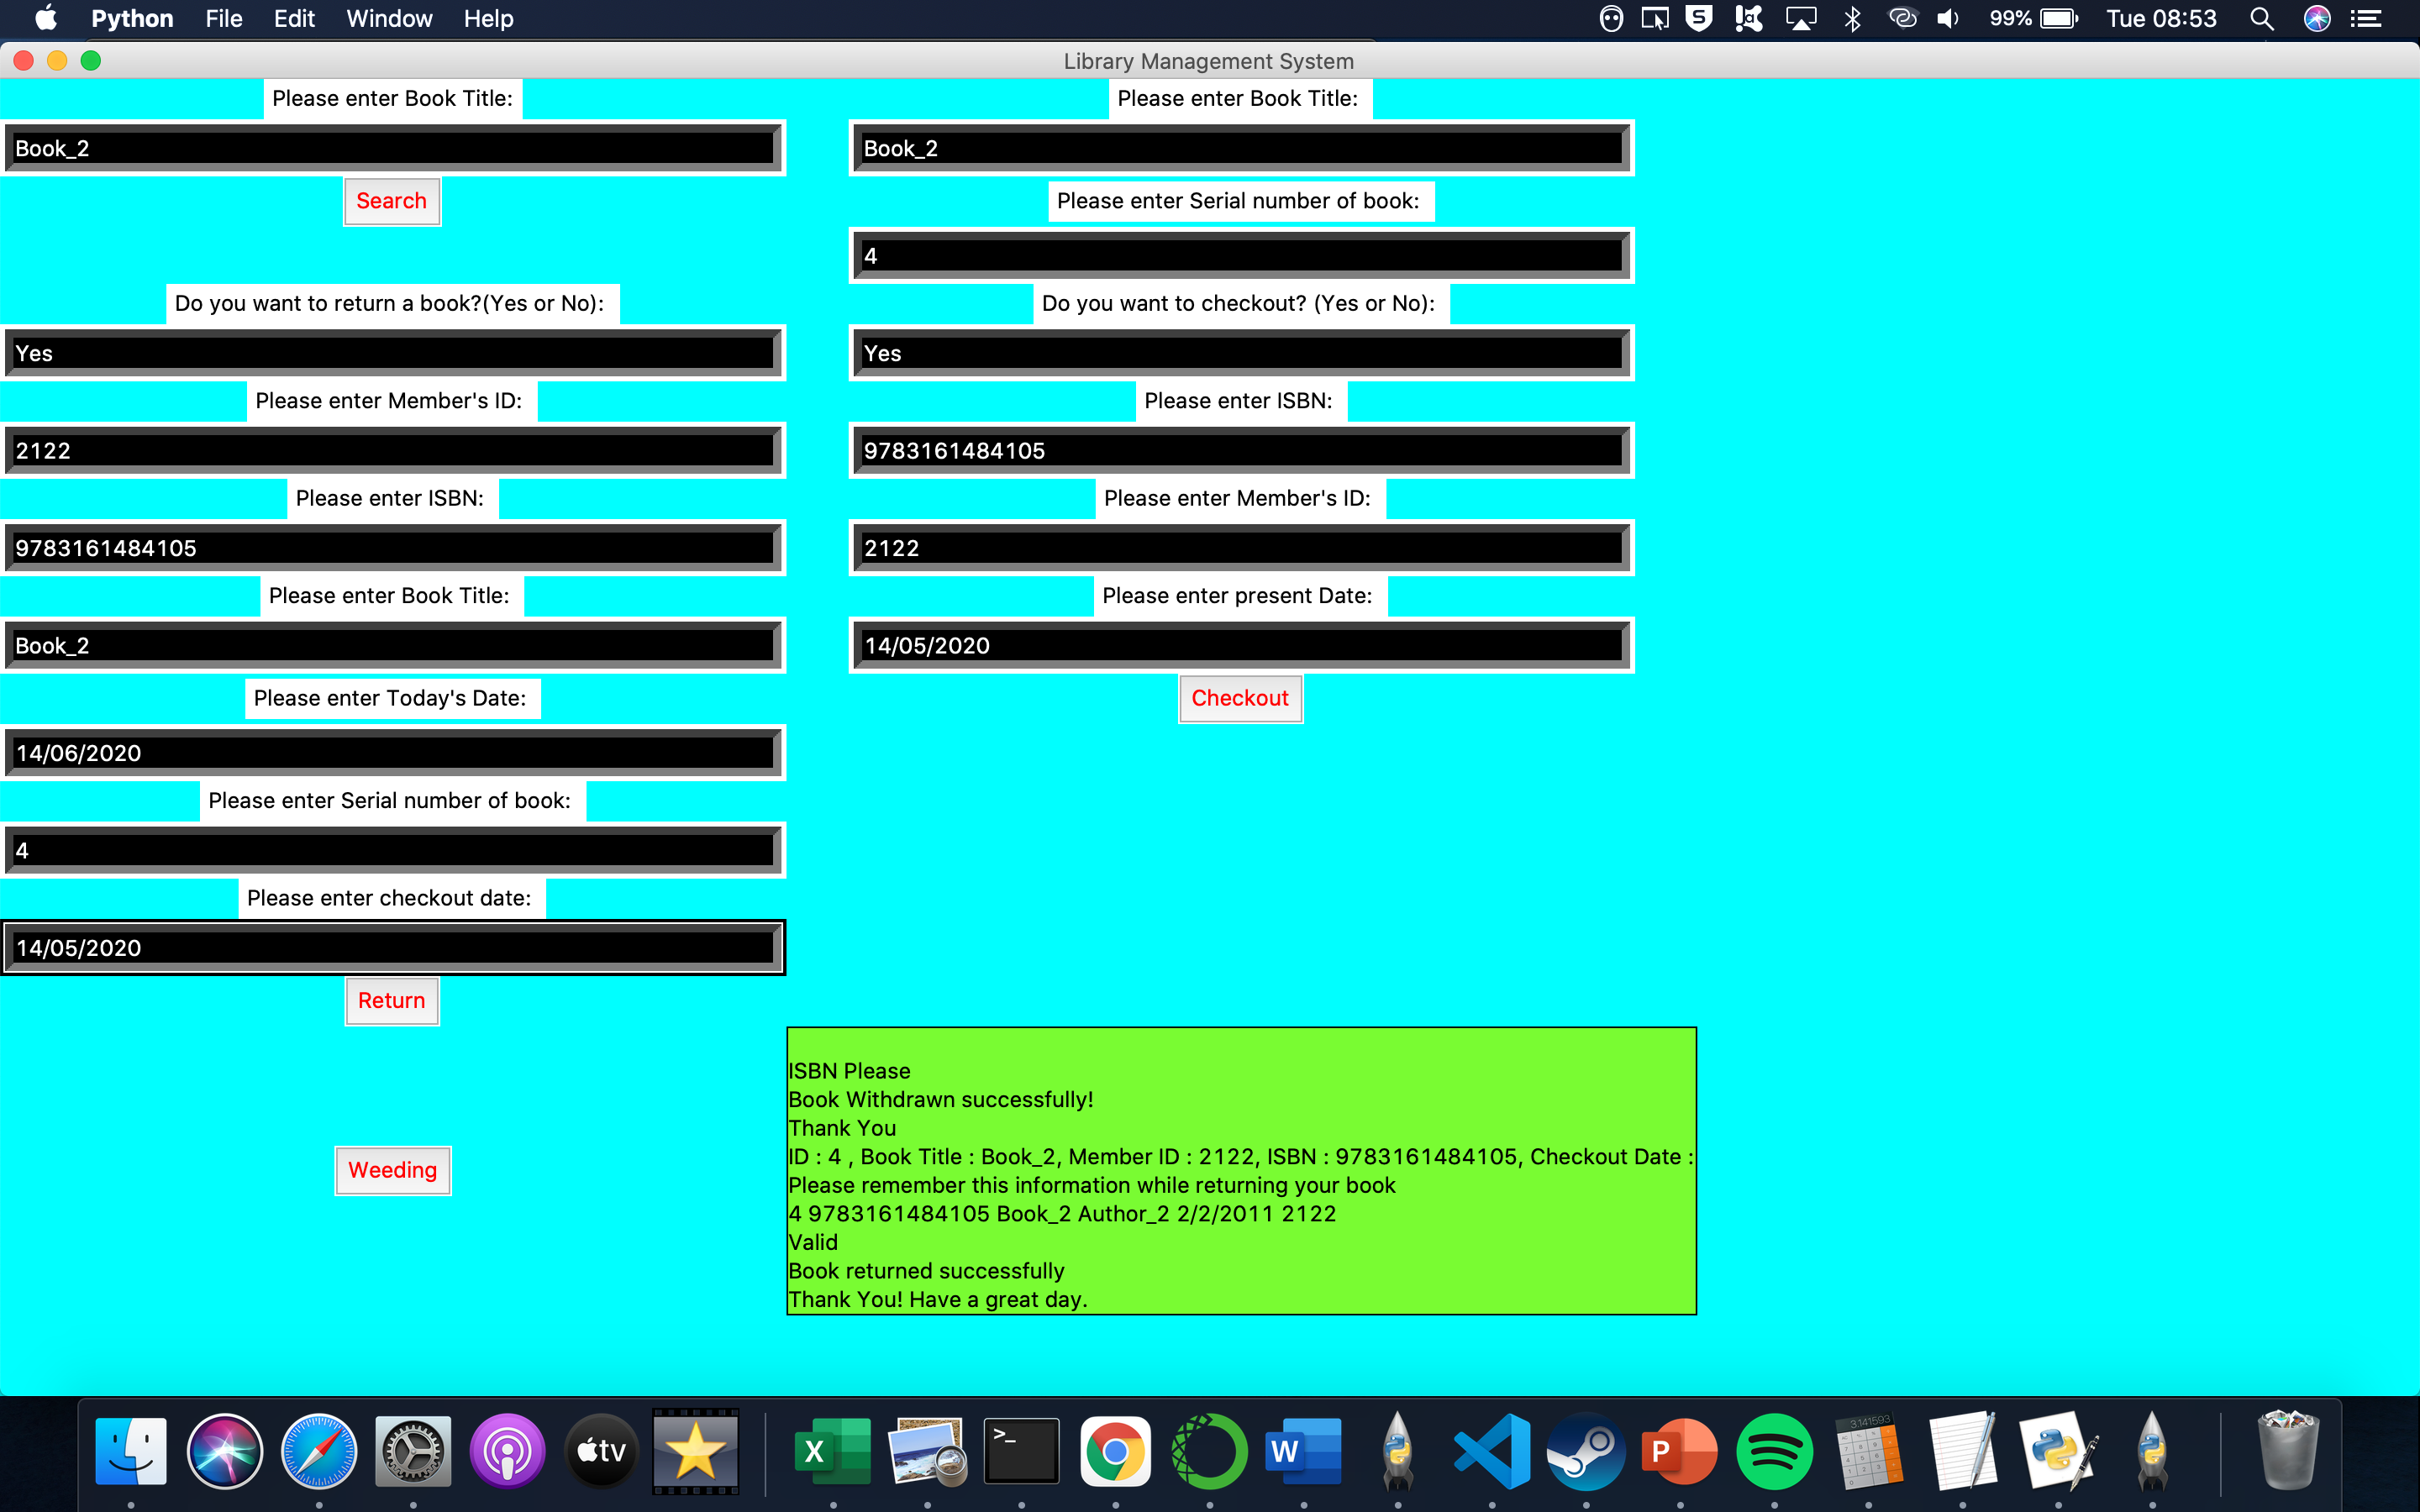 Python File Edit Window Help
99% Tue 08:53
Library Management System
Please enter Book Title:
Book_2
Search
Do you want to return a book?(Yes or No):
Yes
Please enter Member's ID:
2122
Please enter ISBN:
9783161484105
Please enter Book Title:
Book_2
Please enter Today's Date:
14/06/2020
Please enter Serial number of book:
4
Please enter checkout date:
14/05/2020
Return
Weeding
Please enter Book Title:
Book_2
Please enter Serial number of book:
4
Do you want to checkout? (Yes or No):
Yes
Please enter ISBN:
9783161484105
Please enter Member's ID:
2122
Please enter present Date:
14/05/2020
Checkout
ISBN Please
Book Withdrawn successfully!
Thank You
ID : 4 , Book Title : Book_2, Member ID : 2122, ISBN : 9783161484105, Checkout Date :
Please remember this information while returning your book
4 9783161484105 Book_2 Author_2 2/2/2011 2122
Valid
Book returned successfully
Thank You! Have a great day.
tv
X
>_
W
P
3.141593